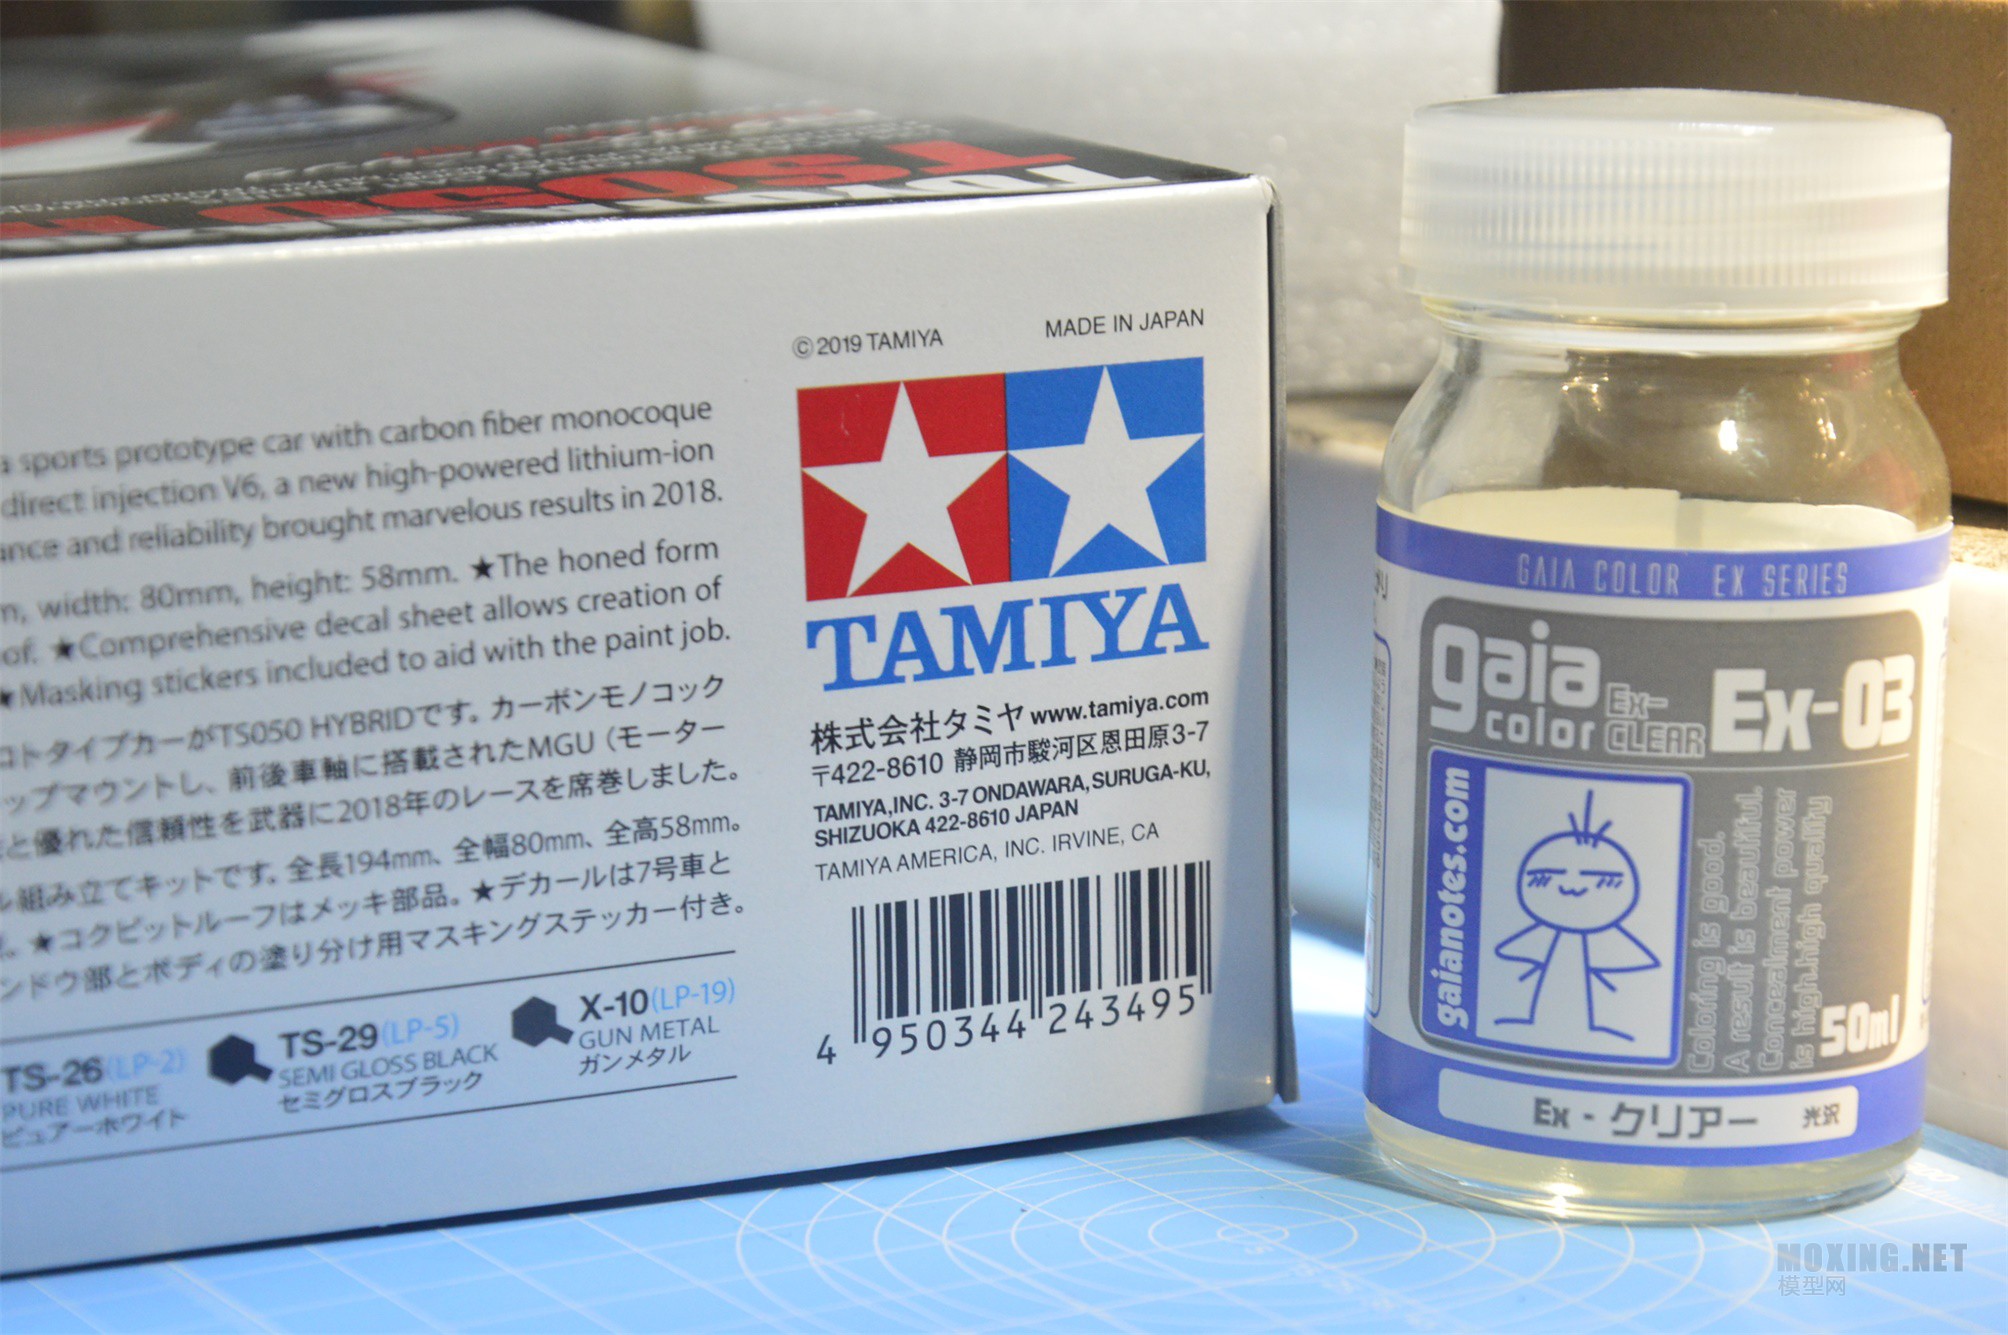 TS050 H
© 2019 TAMIYA
MADE IN JAPAN
a sports prototype car with carbon fiber monocoque
direct injection V6, a new high-powered lithium-ion
ance and reliability brought marvelous results in 2018.
m, width: 80mm, height: 58mm. ★The honed form
of. ★Comprehensive decal sheet allows creation of
★Masking stickers included to aid with the paint job.
ロトタイプカーがTS050 HYBRIDです。カーボンモノコック
ップマウントし、前後車軸に搭載されたMGU（モーター
と優れた信頼性を武器に2018年のレースを席巻しました。
ル組み立てキットです。全長194mm、全幅80mm、全高58mm。
。★コクピットルーフはメッキ部品。★デカールは7号車と
ンドウ部とボディの塗り分け用マスキングステッカー付き。
TS-26(LP-2)
PURE WHITE
ピュアーホワイト
TS-29(LP-5)
SEMI GLOSS BLACK
セミグロスブラック
X-10(LP-19)
GUN METAL
ガンメタル
TAMIYA
株式会社タミヤ www.tamiya.com
〒422-8610 静岡市駿河区恩田原3-7
TAMIYA,INC. 3-7 ONDAWARA, SURUGA-KU,
SHIZUOKA 422-8610 JAPAN
TAMIYA AMERICA, INC. IRVINE, CA
4 950344 243495
GAIA COLOR EX SERIES
gaia
color
Ex-
CLEAR
Ex-03
gaianotes.com
Coloring is good.
A result is beautiful.
Concealment power
is high.high quality
50ml
Ex - クリアー 光沢
MOXING.NET
模型网